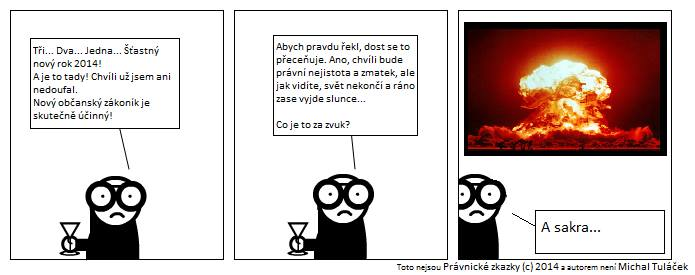 Tři... Dva... Jedna... Šťastný
nový rok 2014!
A je to tady! Chvíli už jsem ani
nedoufal.
Nový občanský zákoník je
skutečně účinný!
Abych pravdu řekl, dost se to
přeceňuje. Ano, chvíli bude
právní nejistota a zmatek, ale
jak vidíte, svět nekončí a ráno
zase vyjde slunce...
Co je to za zvuk?
A sakra...
Toto nejsou Právnické zkazky (c) 2014 a autorem není Michal Tuláček